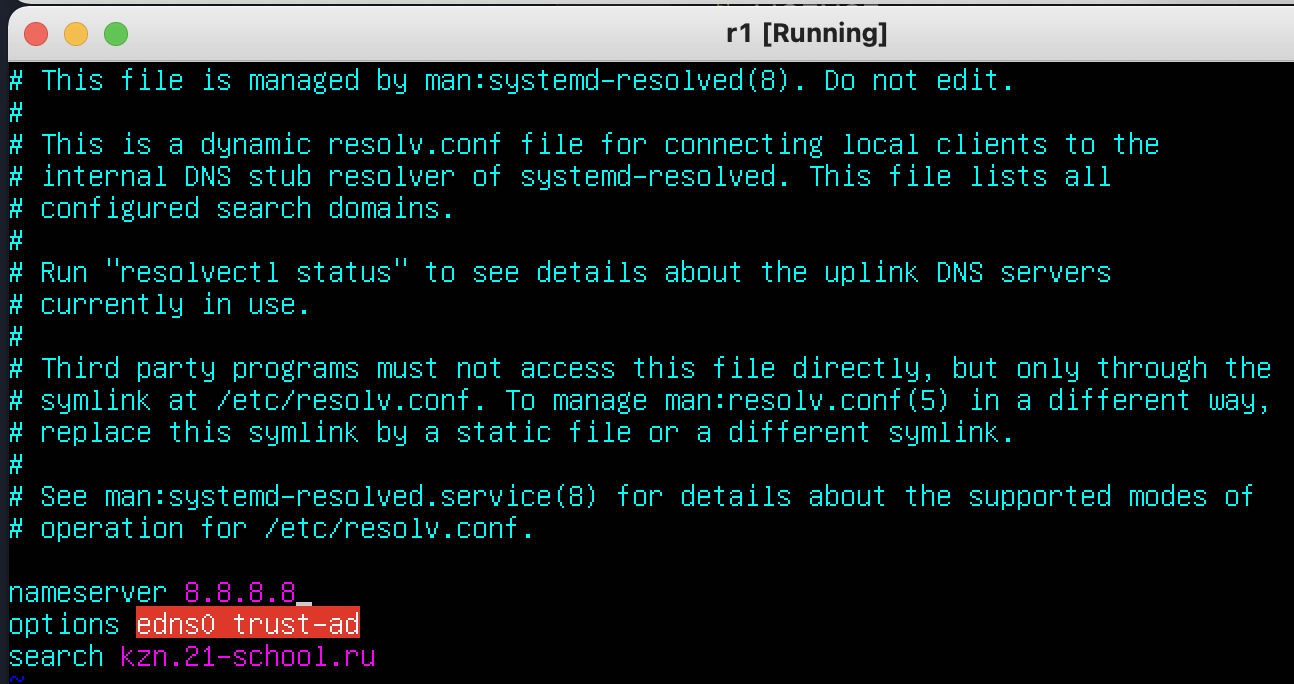 r1 [Running]
# This file is managed by man:systemd-resolved(8). Do not edit.
#
# This is a dynamic resolv.conf file for connecting local clients to the
# internal DNS stub resolver of systemd-resolved. This file lists all
# configured search domains.
#
# Run "resolvectl status" to see details about the uplink DNS servers
# currently in use.
#
# Third party programs must not access this file directly, but only through the
# symlink at /etc/resolv.conf. To manage man:resolv.conf(5) in a different way,
# replace this symlink by a static file or a different symlink.
#
# See man:systemd-resolved.service(8) for details about the supported modes of
# operation for /etc/resolv.conf.

nameserver 8.8.8.8
options edns0 trust-ad
search kzn.21-school.ru
~